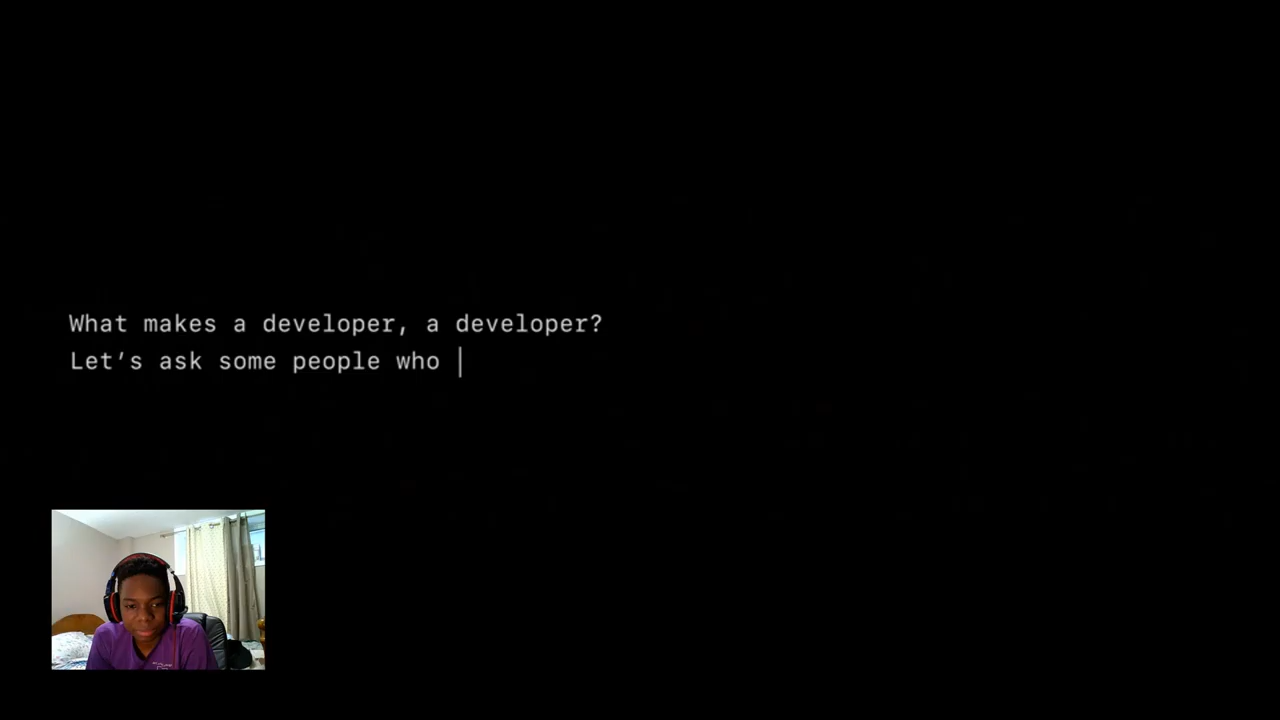 What makes a developer, a developer?
Let’s ask some people who